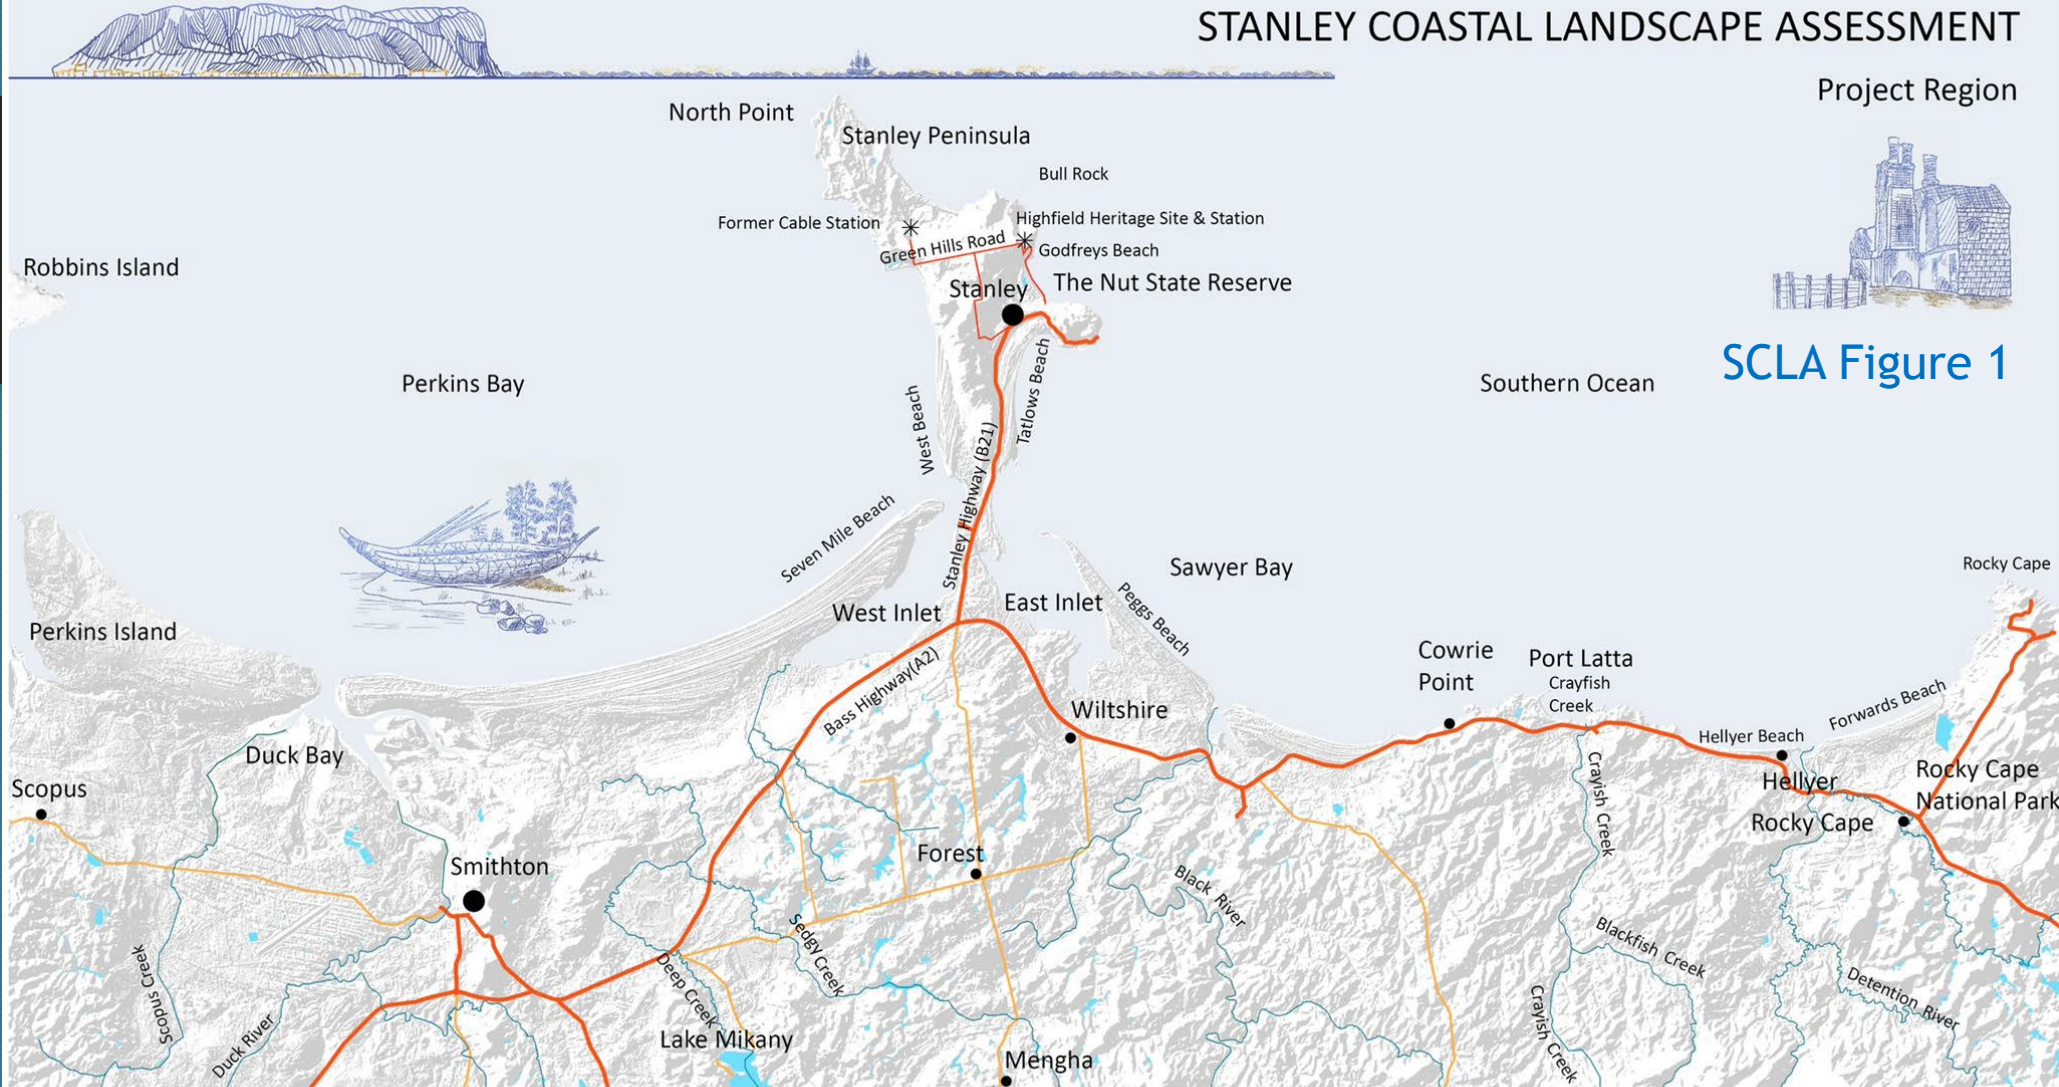 STANLEY COASTAL LANDSCAPE ASSESSMENT
Project Region
North Point
Stanley Peninsula
Bull Rock
Former Cable Station
Highfield Heritage Site & Station
Green Hills Road
Godfreys Beach
Robbins Island
Stanley
The Nut State Reserve
SCLA Figure 1
Perkins Bay
Southern Ocean
West Beach
Tatlows Beach
Stanley Highway (B21)
Seven Mile Beach
Sawyer Bay
Rocky Cape
West Inlet
East Inlet
Peggs Beach
Perkins Island
Bass Highway(A2)
Cowrie
Point
Port Latta
Crayfish
Creek
Wiltshire
Forwards Beach
Hellyer Beach
Duck Bay
Scopus
Crayish Creek
Hellyer
Rocky Cape
National Park
Rocky Cape
Smithton
Forest
Black River
Sedgy Creek
Blackfish Creek
Scopus Creek
Deep Creek
Detention River
Duck River
Lake Mikany
Crayish Creek
Mengha